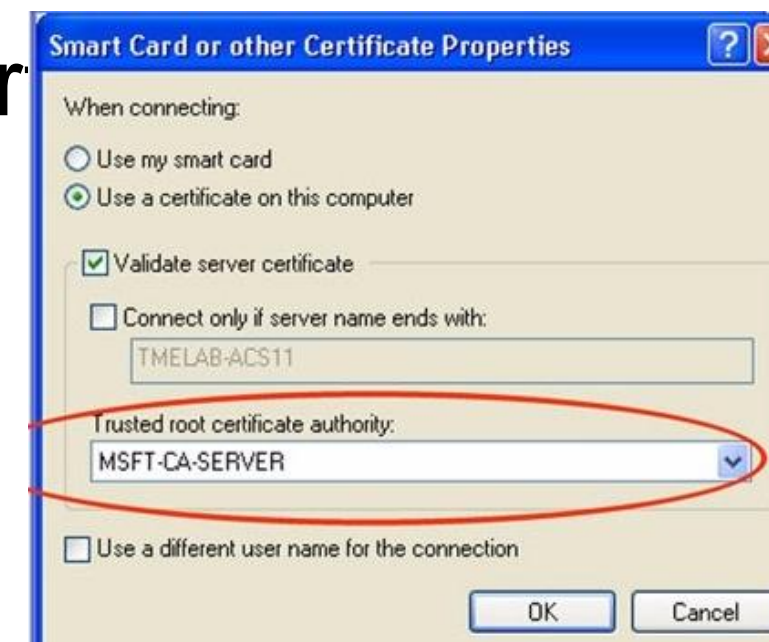 r
Smart Card or other Certificate Properties
When connecting:
Use my smart card
Use a certificate on this computer
Validate server certificate
Connect only if server name ends with:
TMELAB-ACS11
Trusted root certificate authority:
MSFT-CA-SERVER
Use a different user name for the connection
OK Cancel